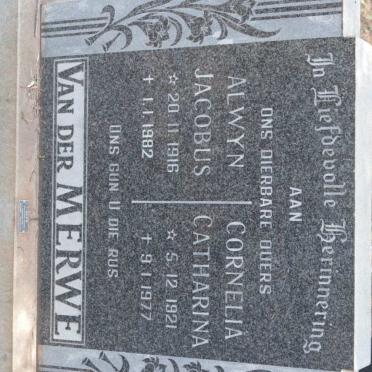 In Liefdevolle Herinnering
AAN
ONS DIERBARE OUERS
ALWYN
JACOBUS
☆ 20.11.1916
+ 1.1.1982
CORNELIA
CATHARINA
☆ 5.12.1921
+ 9.1.1977
ONS GUN U DIE RUS
VAN DER MERWE